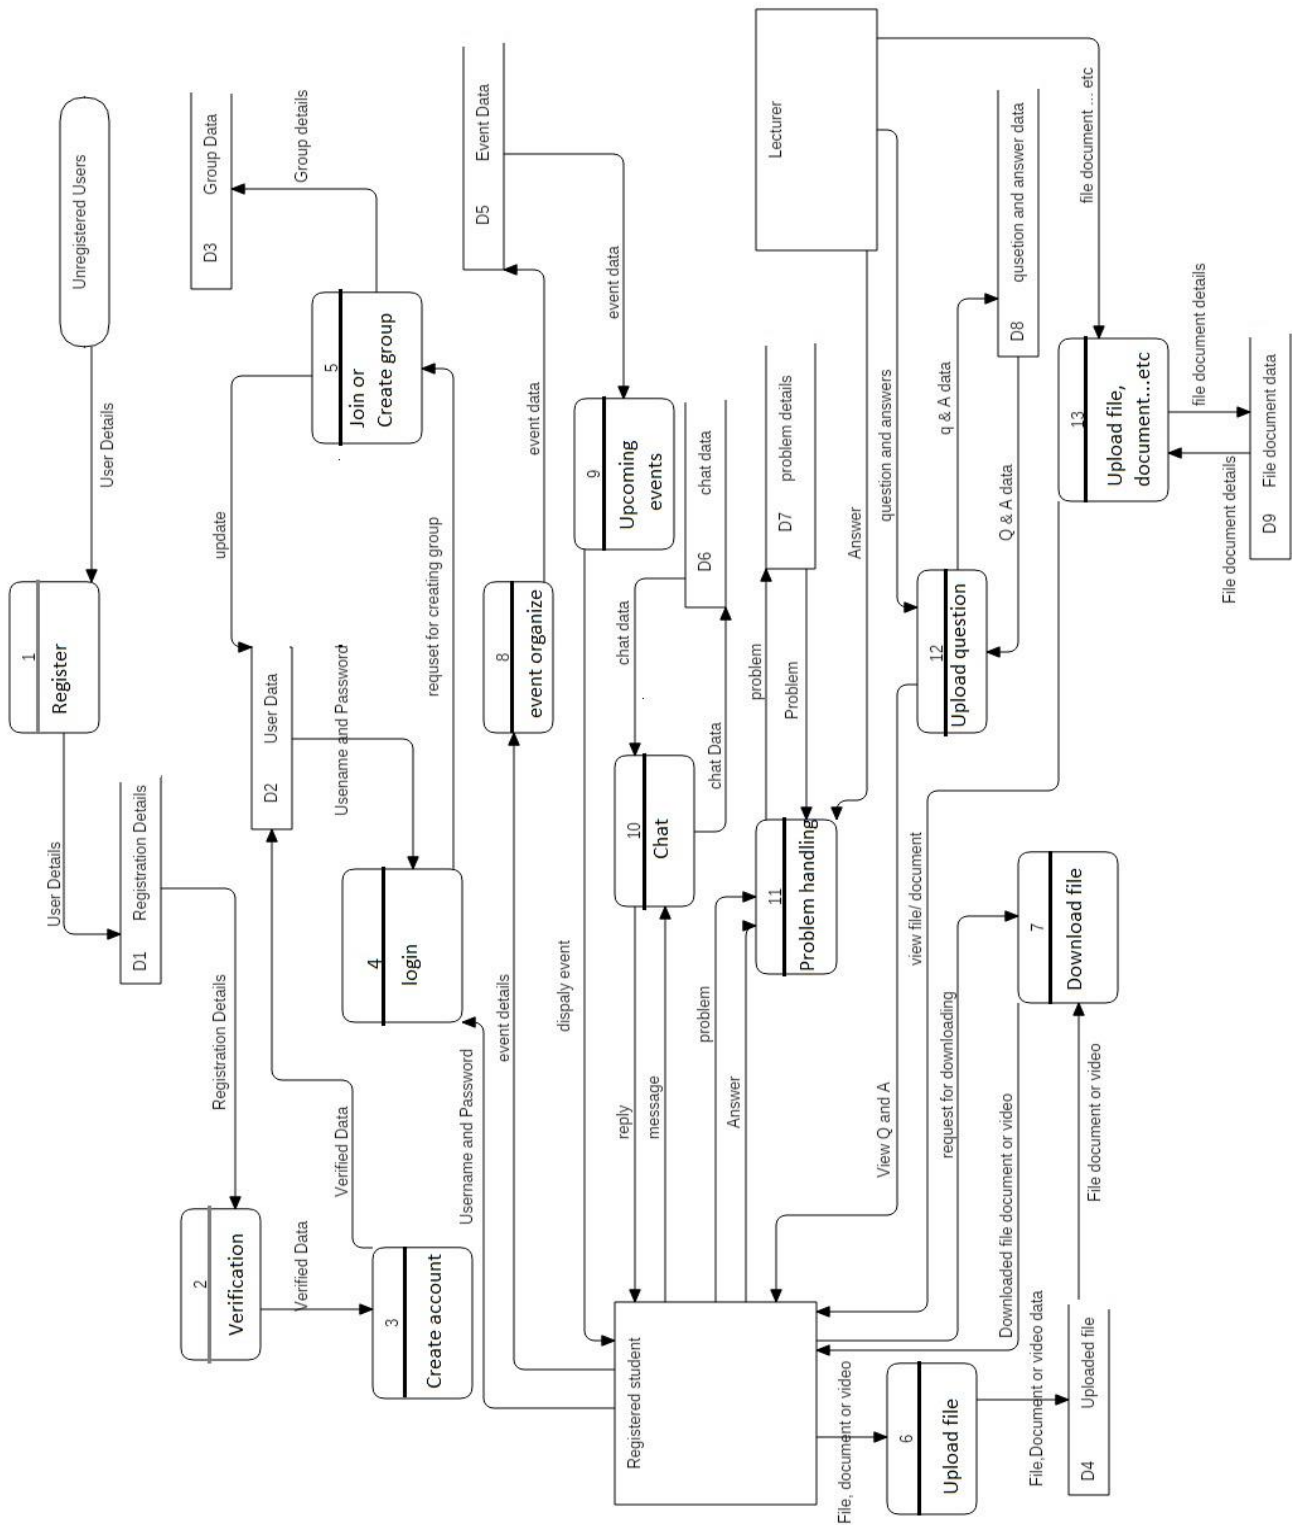 Unregistered Users
User Details
1
Register
User Details
D1 Registration Details
Registration Details
2
Verification
Verified Data
3
Create account
Verified Data
D2 User Data
update
D3 Group Data
Group details
5
Join or
Create group
requset for creating group
Usename and Password
4
login
Username and Password
D5 Event Data
event data
event data
8
event organize
event details
9
Upcoming
events
dispaly event
D6 chat data
chat data
chat Data
10
Chat
reply
message
D7 problem details
problem
Problem
11
Problem handling
problem
Answer
Answer
Lecturer
question and answers
file document ... etc
D8 qusetion and answer data
q & A data
Q & A data
12
Upload question
View Q and A
13
Upload file,
document...etc
file document details
File document details
D9 File document data
view file/ document
7
Download file
request for downloading
Downloaded file document or video
File document or video
Registered student
File, document or video
6
Upload file
File,Document or video data
D4 Uploaded file